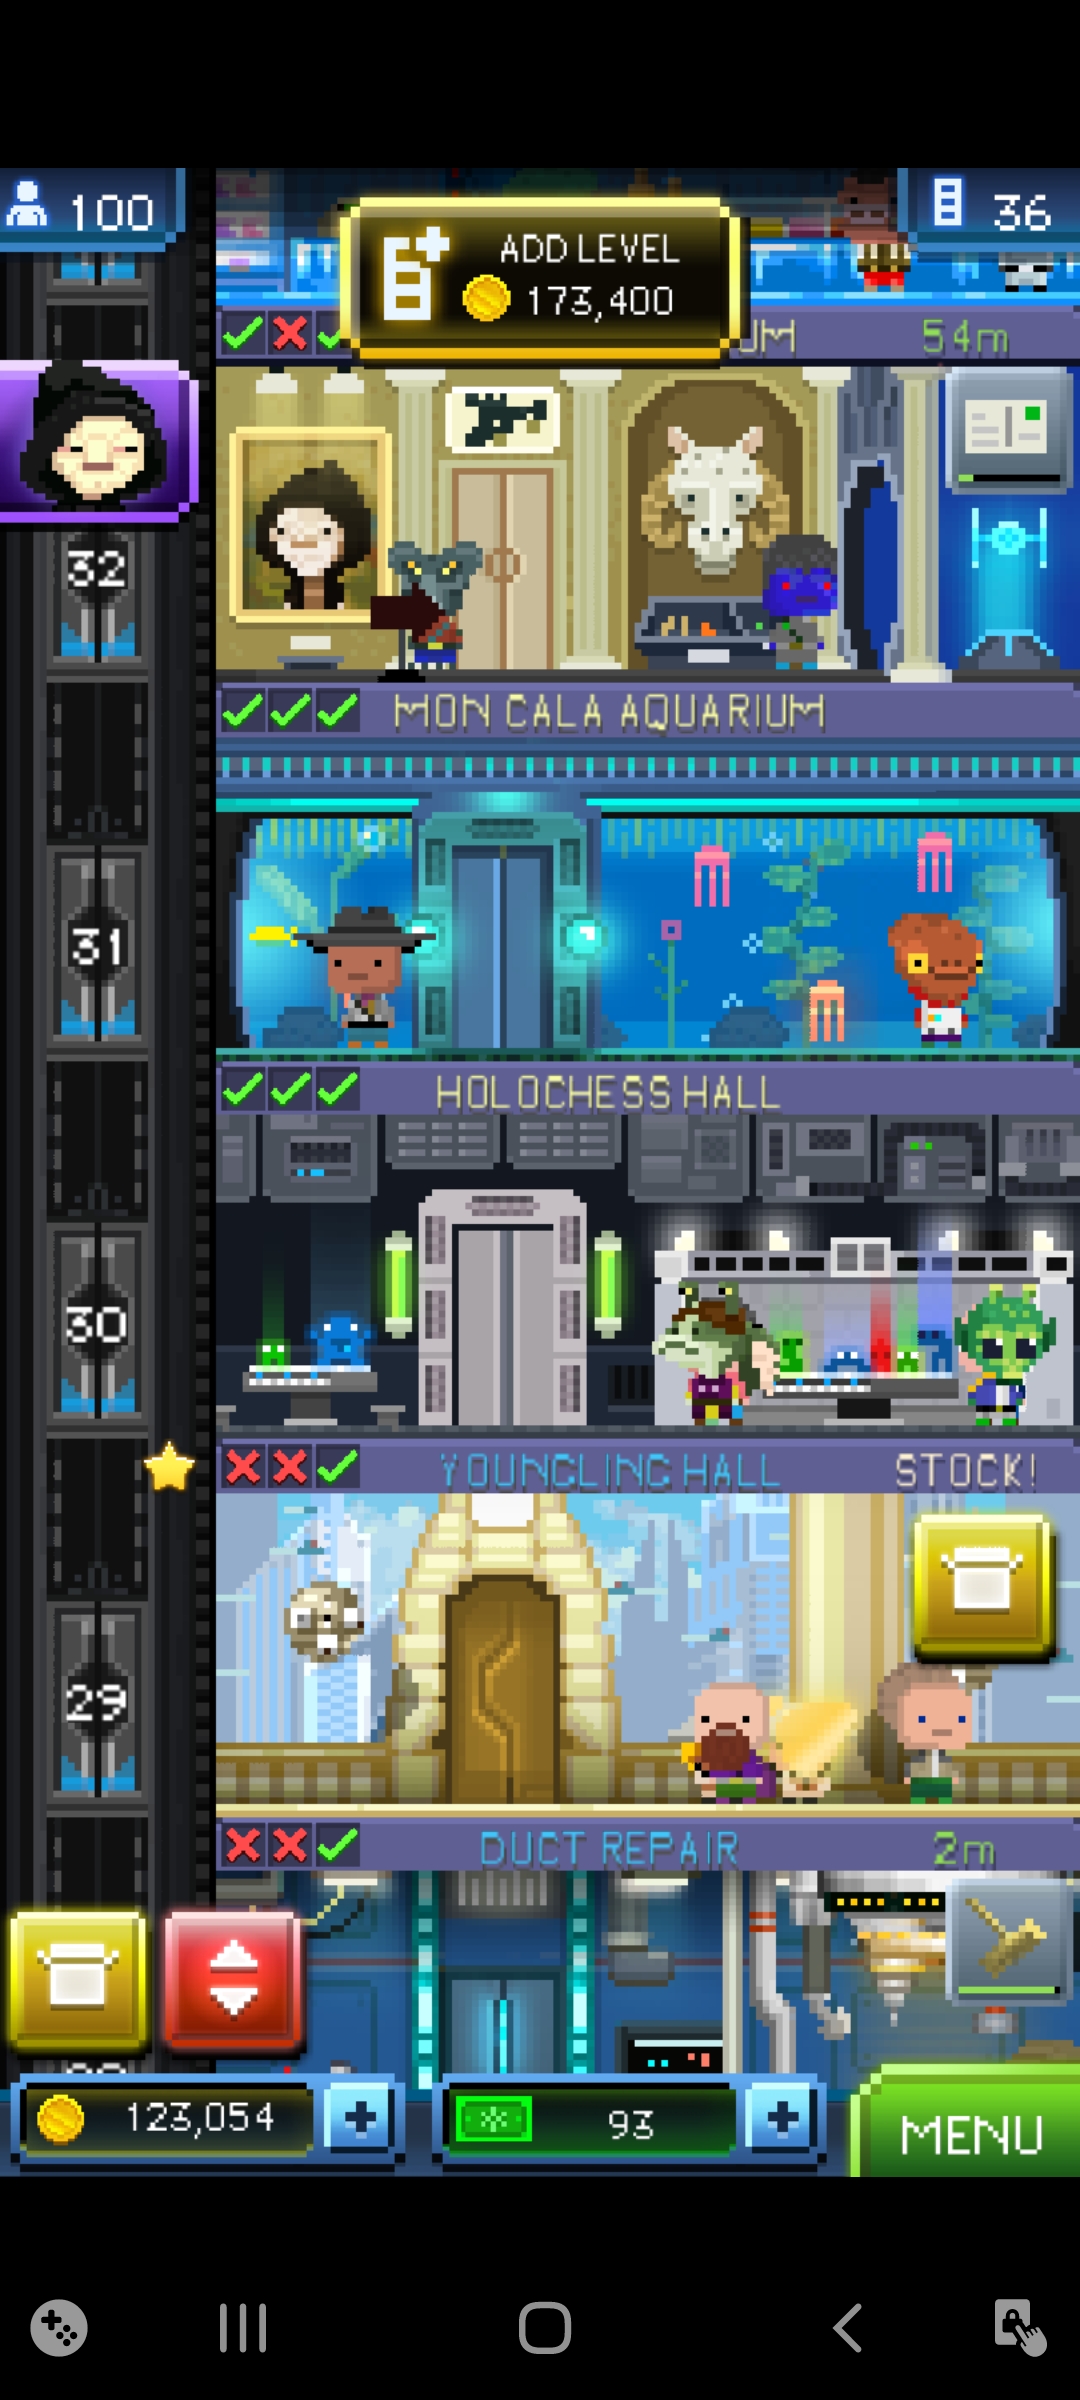 100
36
ADD LEVEL
173,400
UM
54m
32
MON CALA AQUARIUM
31
HOLOCHESS HALL
30
YOUNGLING HALL
STOCK!
29
DUCT REPAIR
2m
123,054
93
MENU